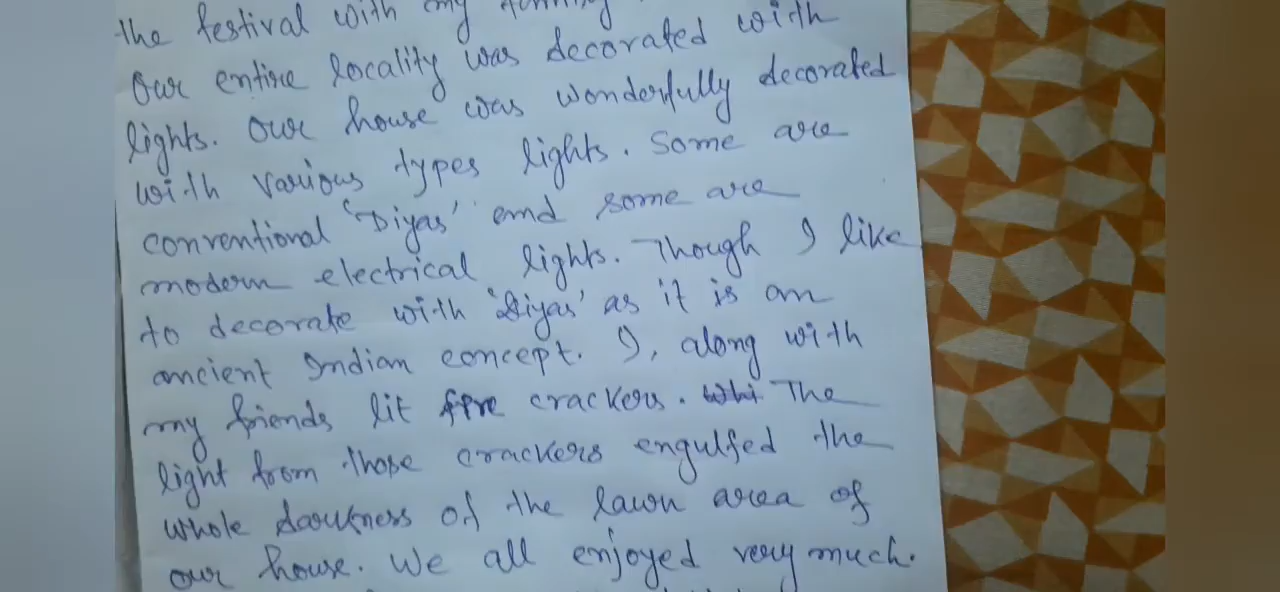 the festival with my family
Our entire locality was decorated with
lights. Our house was wonderfully decorated
with various types lights. Some are
conventional 'Diyas' and some are
modern electrical lights. Though I like
to decorate with 'Diyas' as it is an
ancient Indian concept. I, along with
my friends lit fire crackers. The
light from those crackers engulfed the
whole darkness of the lawn area of
our house. We all enjoyed very much.